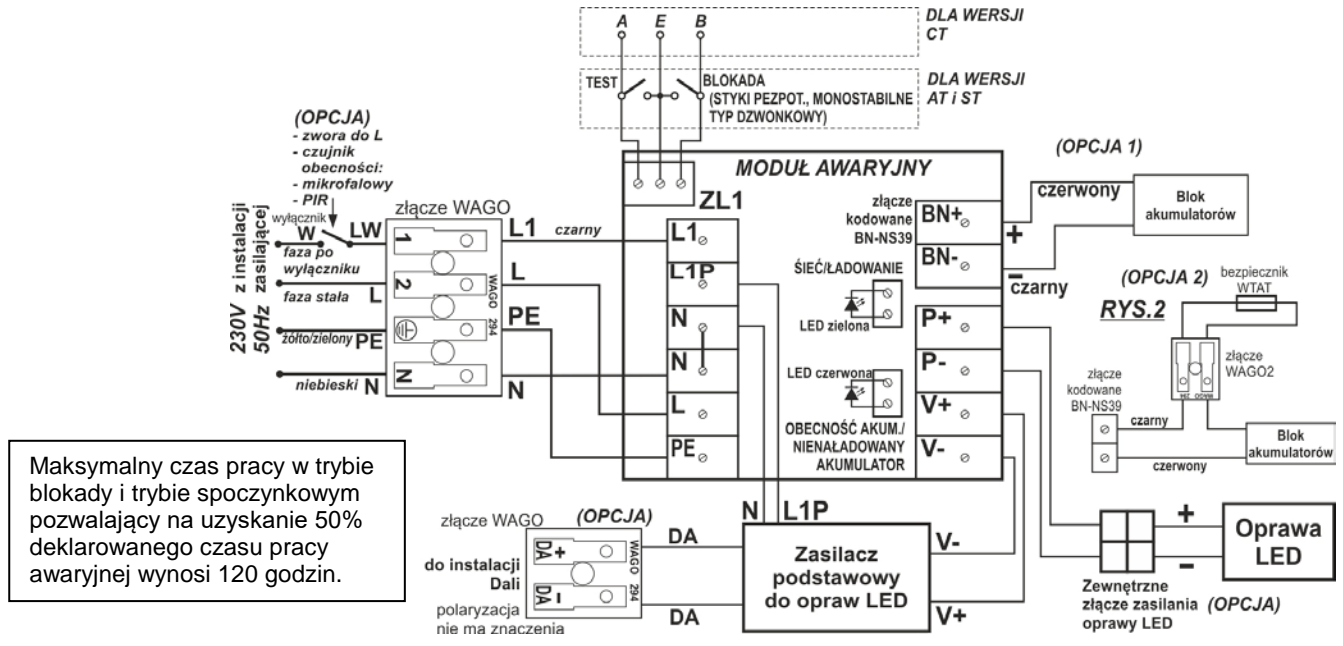 A E B
DLA WERSJI
CT
TEST
BLOKADA
(STYKI PEZPOT., MONOSTABILNE
TYP DZWONKOWY)
DLA WERSJI
AT i ST
(OPCJA)
- zwora do L
- czujnik
obecności:
- mikrofalowy
- PIR
wyłącznik
W
LW
faza po
wyłączniku
faza stała
L
żółto/zielony PE
niebieski N
230V z instalacji
50Hz zasilającej
złącze WAGO
1
2
N
WAGO 294
L1 czarny
L
PE
N
MODUŁ AWARYJNY
ZL1
L1
L1P
N
N
L
PE
złącze
kodowane
BN-NS39
BN+
BN-
ŚIEĆ/ŁADOWANIE
LED zielona
LED czerwona
OBECNOŚĆ AKUM./
NIENAŁADOWANY
AKUMULATOR
P+
P-
V+
V-
(OPCJA 1)
czerwony
+
-
czarny
Blok
akumulatorów
(OPCJA 2)
RYS.2
bezpiecznik
WTAT
złącze
WAGO2
294 WAGO
złącze
kodowane
BN-NS39
czarny
czerwony
Blok
akumulatorów
Maksymalny czas pracy w trybie
blokady i trybie spoczynkowym
pozwalający na uzyskanie 50%
deklarowanego czasu pracy
awaryjnej wynosi 120 godzin.
złącze WAGO
(OPCJA)
do instalacji
Dali
polaryzacja
nie ma znaczenia
DA +
DA -
WAGO 294
DA
DA
N L1P
Zasilacz
podstawowy
do opraw LED
V-
V+
+
-
Oprawa
LED
Zewnętrzne
złącze zasilania
oprawy LED
(OPCJA)